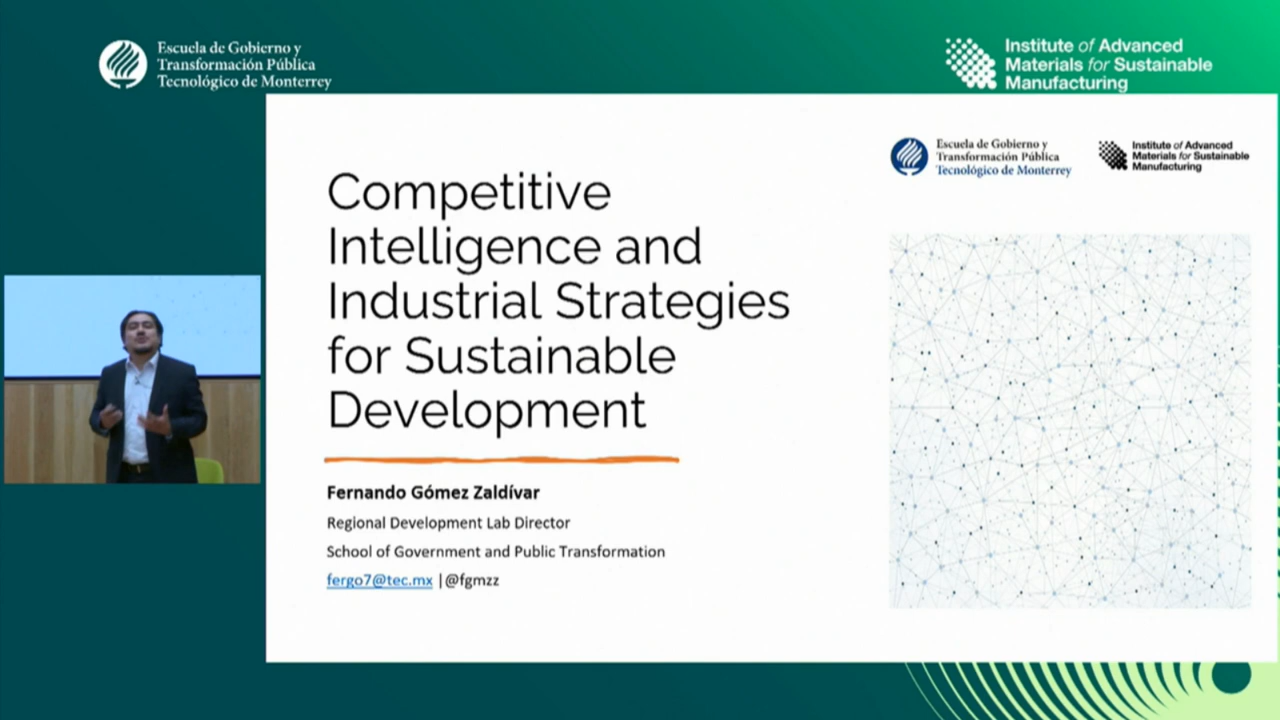 Escuela de Gobierno y
Transformación Pública
Tecnológico de Monterrey
Institute of Advanced
Materials for Sustainable
Manufacturing
Escuela de Gobierno y
Transformación Pública
Tecnológico de Monterrey
Institute of Advanced
Materials for Sustainable
Manufacturing
Competitive
Intelligence and
Industrial Strategies
for Sustainable
Development
Fernando Gómez Zaldívar
Regional Development Lab Director
School of Government and Public Transformation
fergo7@tec.mx |@fgmzz